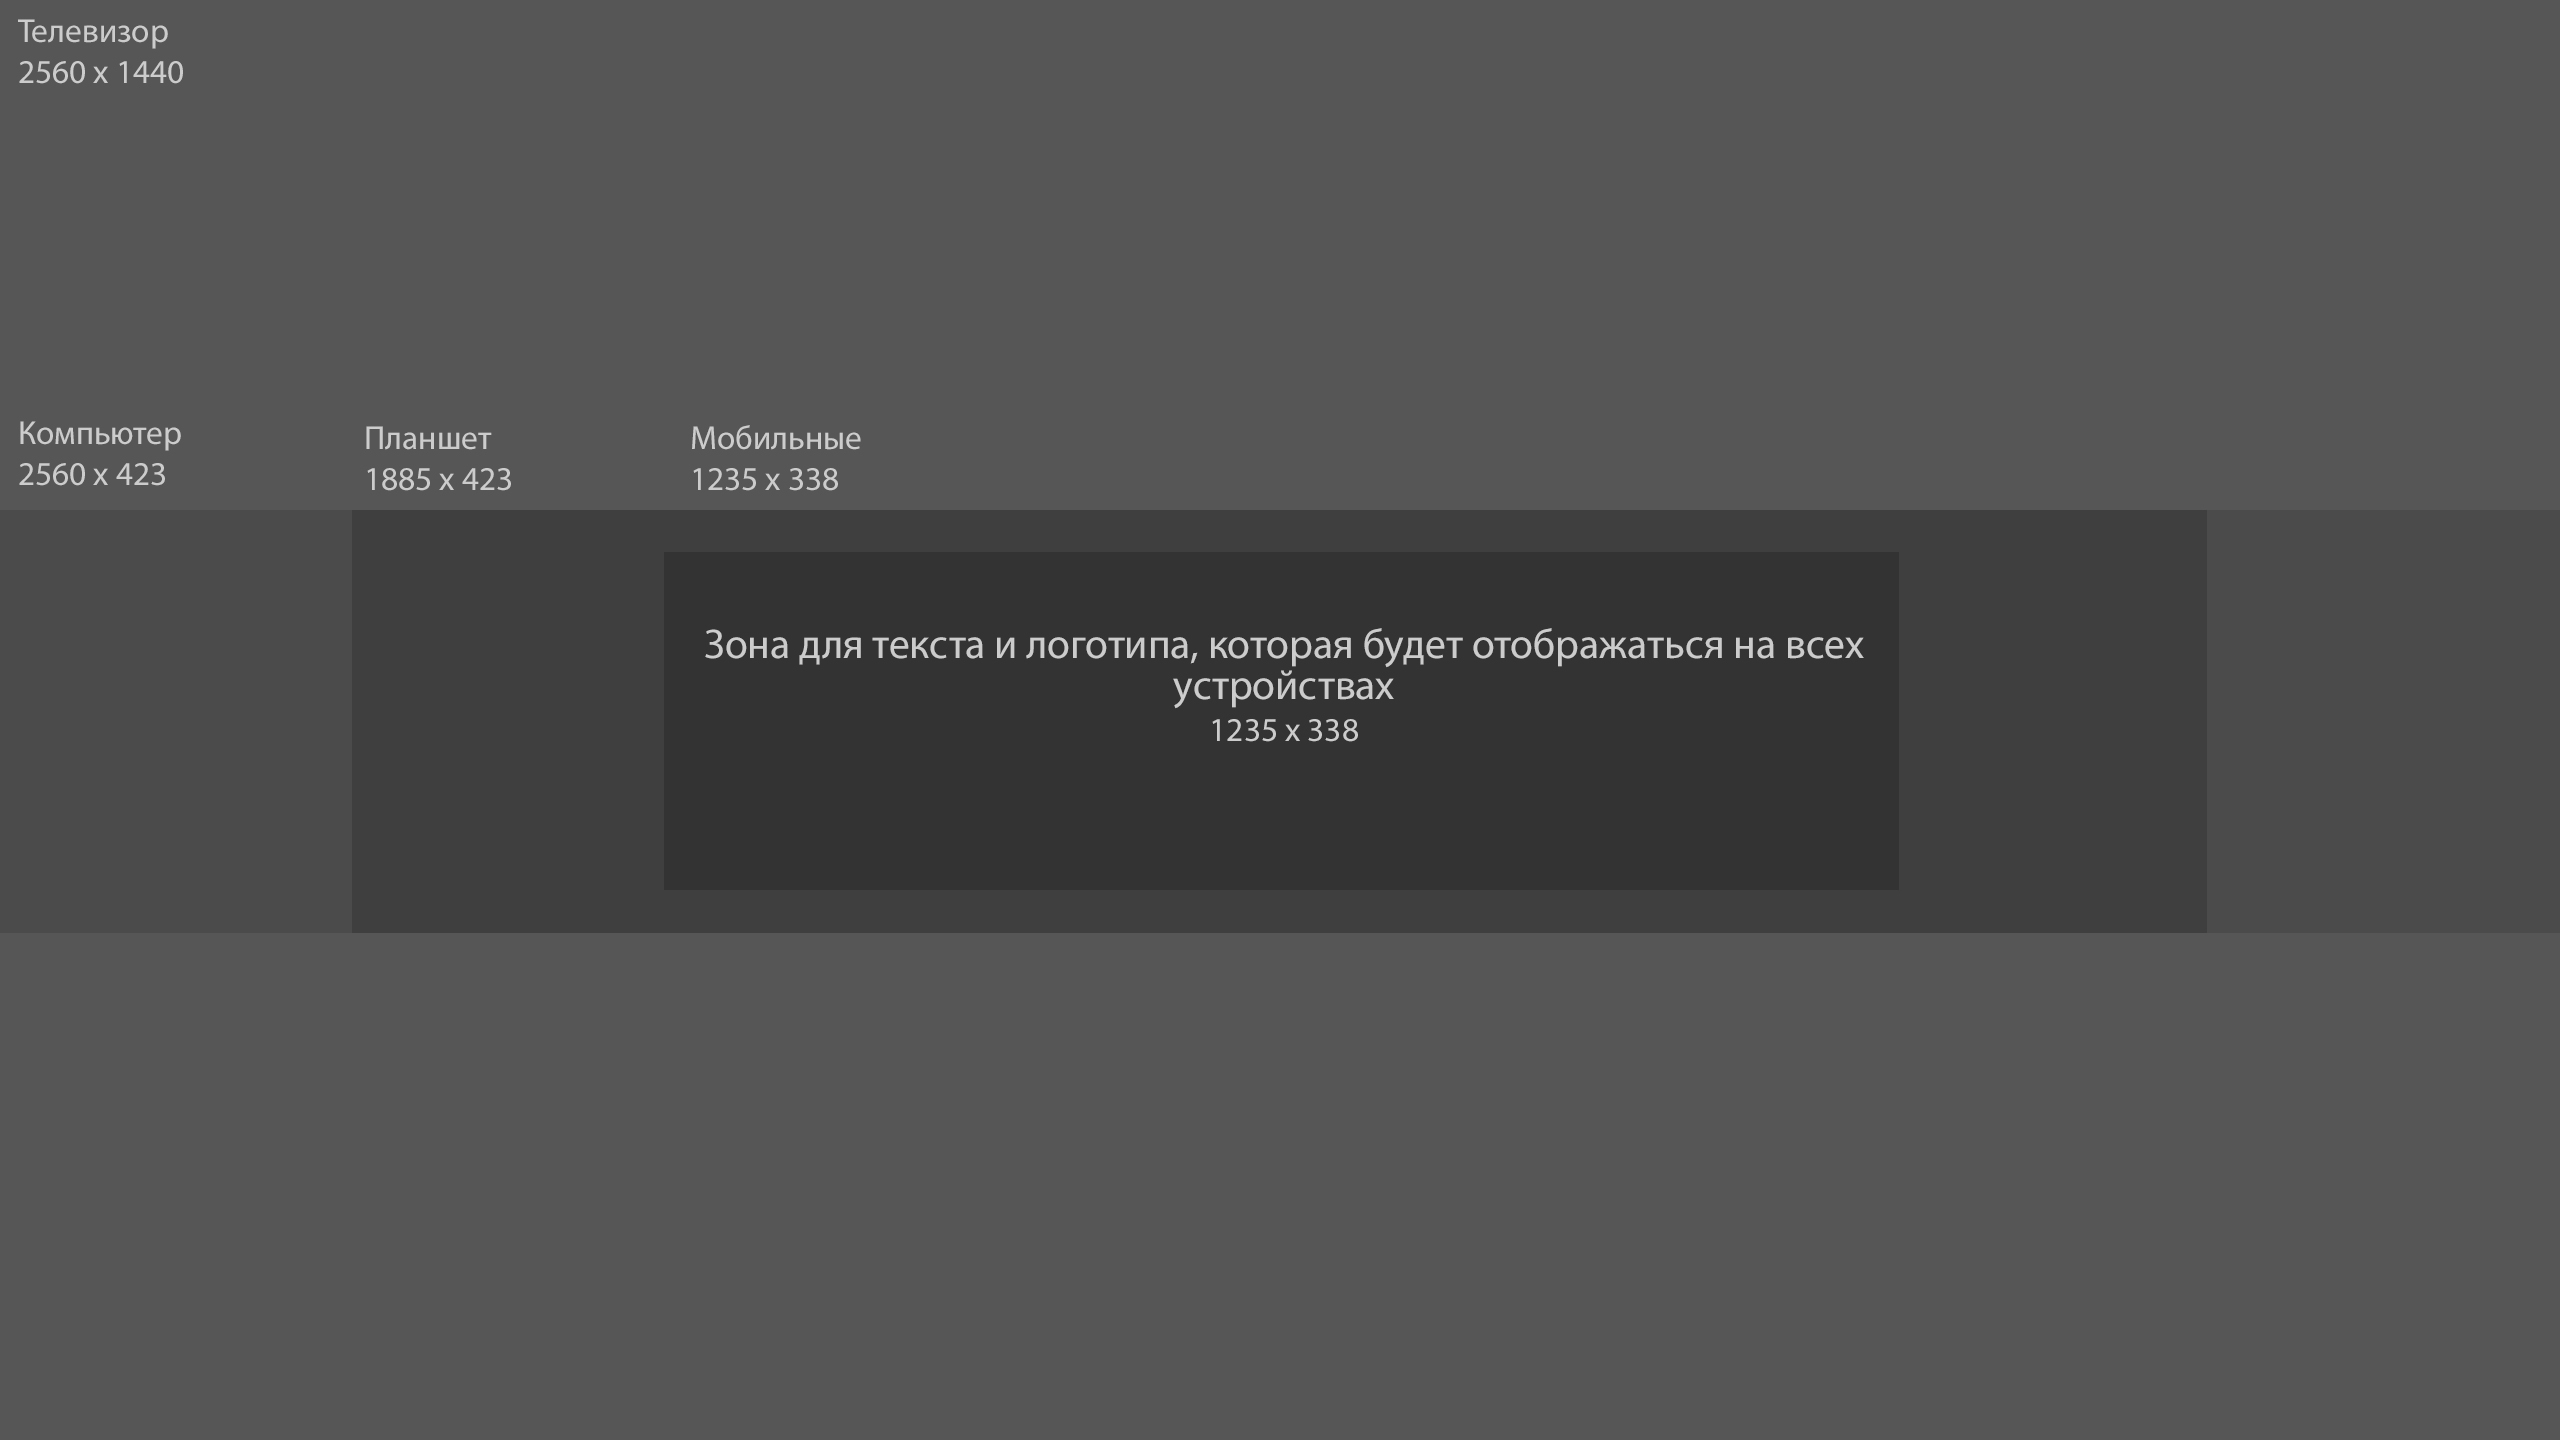 Телевизор
2560 x 1440
Компьютер
2560 x 423
Планшет
1885 x 423
Мобильные
1235 x 338
Зона для текста и логотипа, которая будет отображаться на всех
устройствах
1235 x 338